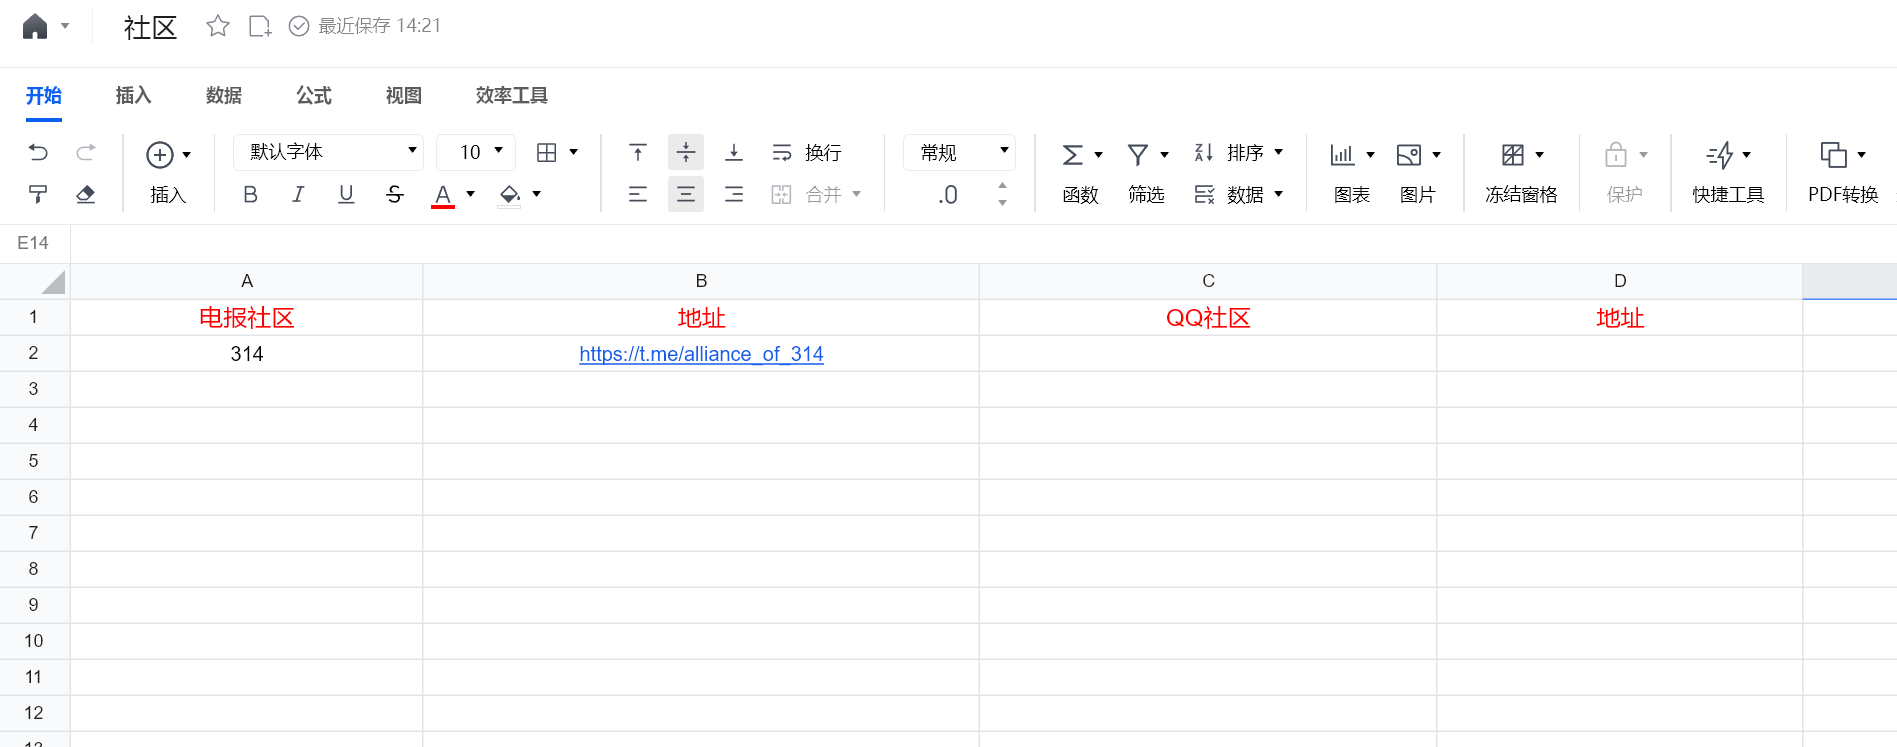 社区 最近保存 14:21
开始 插入 数据 公式 视图 效率工具
默认字体 10 换行 常规 排序
插入 B I U S A 合并 .0 函数 筛选 数据 图表 图片 冻结窗格 保护 快捷工具 PDF转换
E14
A B C D
1 电报社区 地址 QQ社区 地址
2 314 https://t.me/alliance_of_314
3
4
5
6
7
8
9
10
11
12